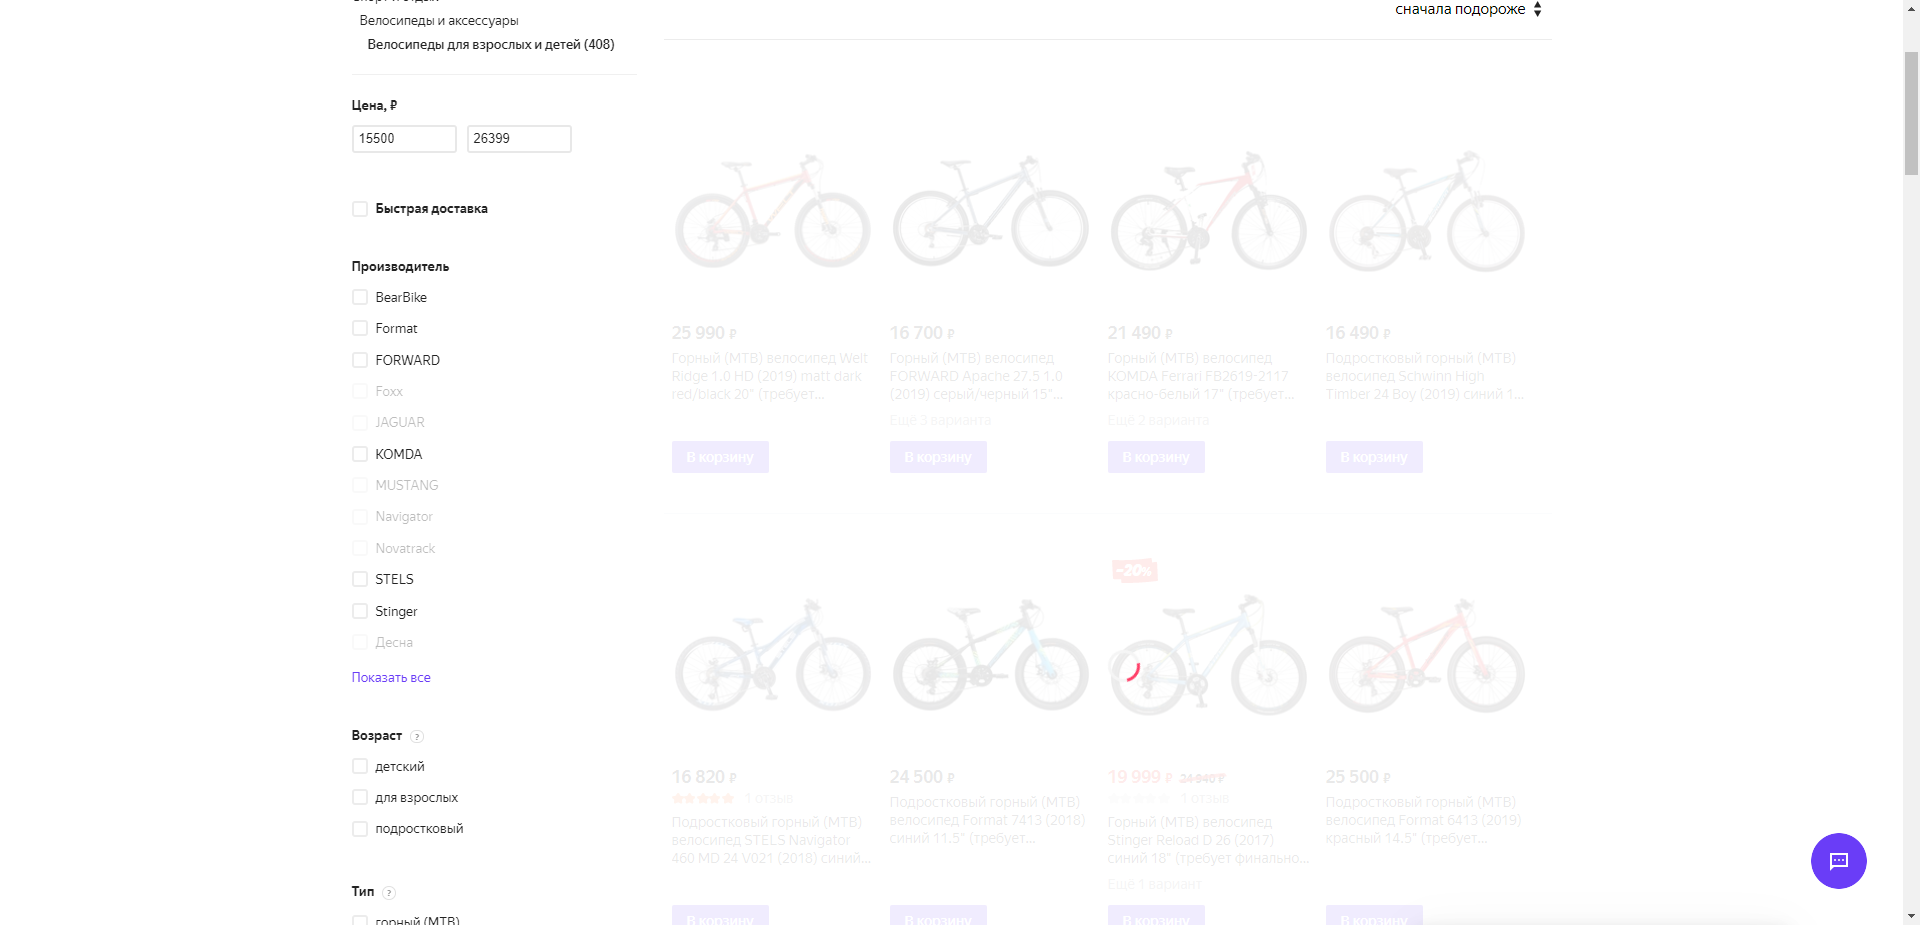 Велосипеды и аксессуары
Велосипеды для взрослых и детей (408)
Цена, ₽
15500
26399
Быстрая доставка
Производитель
BearBike
Format
FORWARD
Foxx
JAGUAR
KOMDA
MUSTANG
Navigator
Novatrack
STELS
Stinger
Десна
Показать все
Возраст ?
детский
для взрослых
подростковый
Тип ?
горный (MTB)
сначала подороже
25 990 ₽
Горный (MTB) велосипед Welt
Ridge 1.0 HD (2019) matt dark
red/black 20" (требует...
В корзину
16 700 ₽
Горный (MTB) велосипед
FORWARD Apache 27.5 1.0
(2019) серый/черный 15"...
Ещё 3 варианта
В корзину
21 490 ₽
Горный (MTB) велосипед
KOMDA Ferrari FB2619-2117
красно-белый 17" (требует...
Ещё 2 варианта
В корзину
16 490 ₽
Подростковый горный (MTB)
велосипед Schwinn High
Timber 24 Boy (2019) синий 1...
В корзину
16 820 ₽
1 отзыв
Подростковый горный (MTB)
велосипед STELS Navigator
460 MD 24 V021 (2018) синий...
В корзину
24 500 ₽
Подростковый горный (MTB)
велосипед Format 7413 (2018)
синий 11.5" (требует...
В корзину
-20%
19 999 ₽ 24 840 ₽
1 отзыв
Горный (MTB) велосипед
Stinger Reload D 26 (2017)
синий 18" (требует финально...
Ещё 1 вариант
В корзину
25 500 ₽
Подростковый горный (MTB)
велосипед Format 6413 (2019)
красный 14.5" (требует...
В корзину